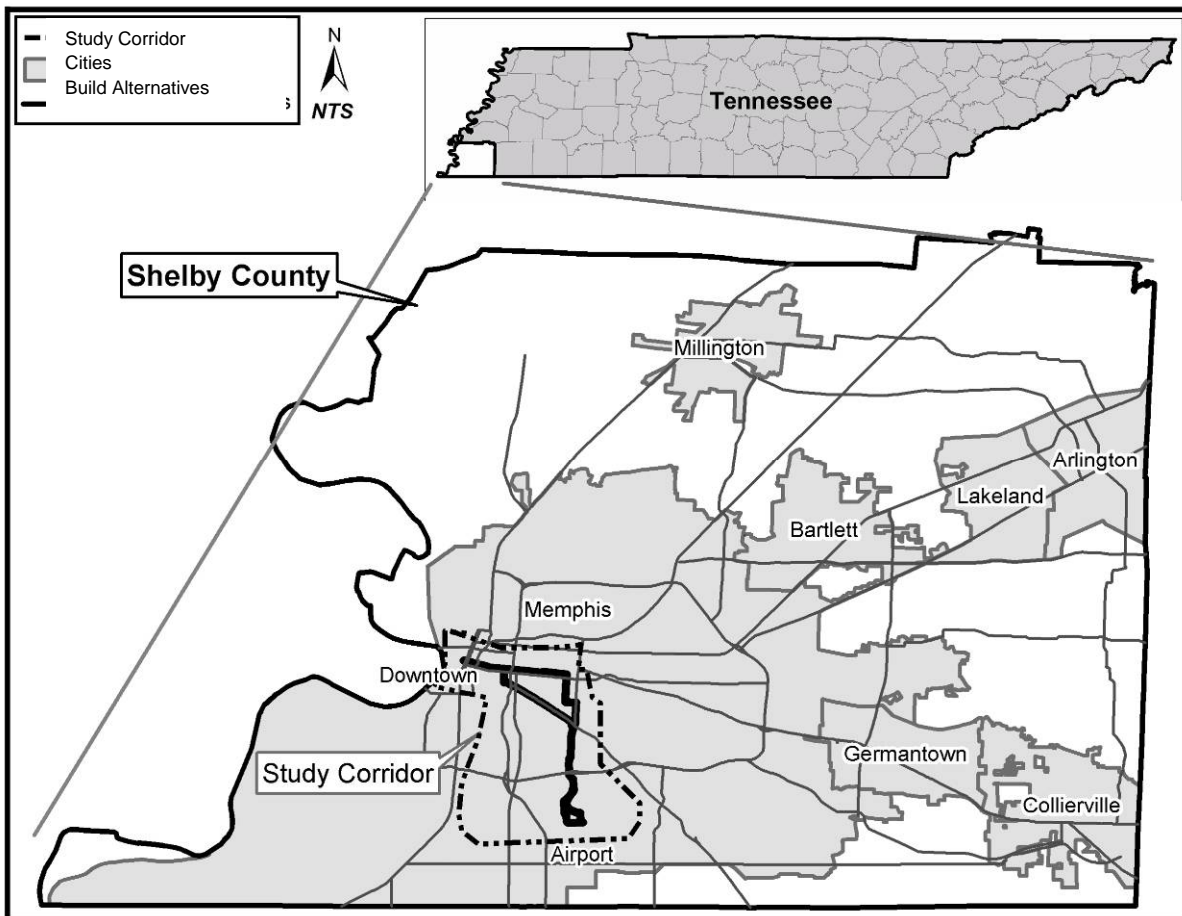 Study Corridor
Cities
Build Alternatives
s
N
NTS
Tennessee
Shelby County
Millington
Arlington
Lakeland
Bartlett
Memphis
Downtown
Study Corridor
Germantown
Collierville
Airport